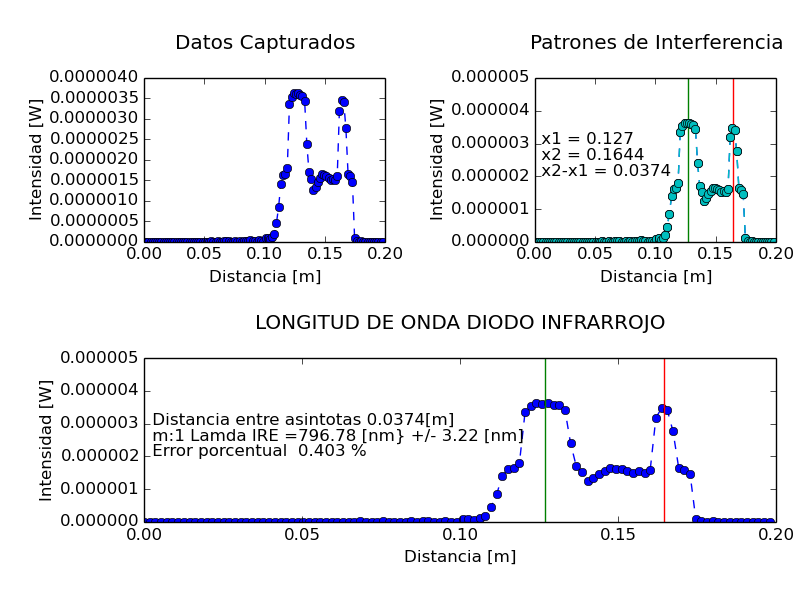 Datos Capturados
Intensidad [W]
0.0000040
0.0000035
0.0000030
0.0000025
0.0000020
0.0000015
0.0000010
0.0000005
0.0000000
0.00 0.05 0.10 0.15 0.20
Distancia [m]
Patrones de Interferencia
Intensidad [W]
0.000005
0.000004
0.000003
0.000002
0.000001
0.000000
x1 = 0.127
x2 = 0.1644
x2-x1 = 0.0374
0.00 0.05 0.10 0.15 0.20
Distancia [m]
LONGITUD DE ONDA DIODO INFRARROJO
Intensidad [W]
0.000005
0.000004
0.000003
0.000002
0.000001
0.000000
Distancia entre asintotas 0.0374[m]
m:1 Lamda IRE =796.78 [nm} +/- 3.22 [nm]
Error porcentual  0.403 %
0.00 0.05 0.10 0.15 0.20
Distancia [m]